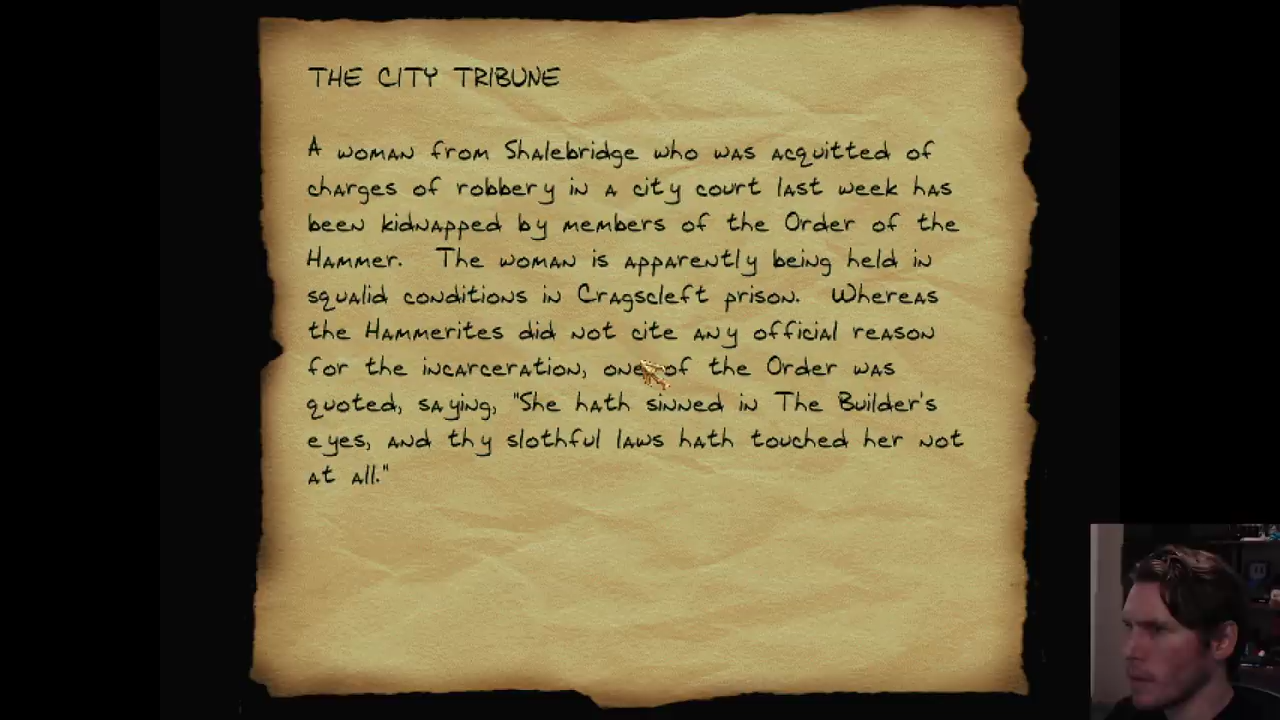 THE CITY TRIBUNE
A woman from Shalebridge who was acquitted of
charges of robbery in a city court last week has
been kidnapped by members of the Order of the
Hammer. The woman is apparently being held in
squalid conditions in Cragscleft prison. Whereas
the Hammerites did not cite any official reason
for the incarceration, one of the Order was
quoted, saying, "She hath sinned in The Builder's
eyes, and thy slothful laws hath touched her not
at all."